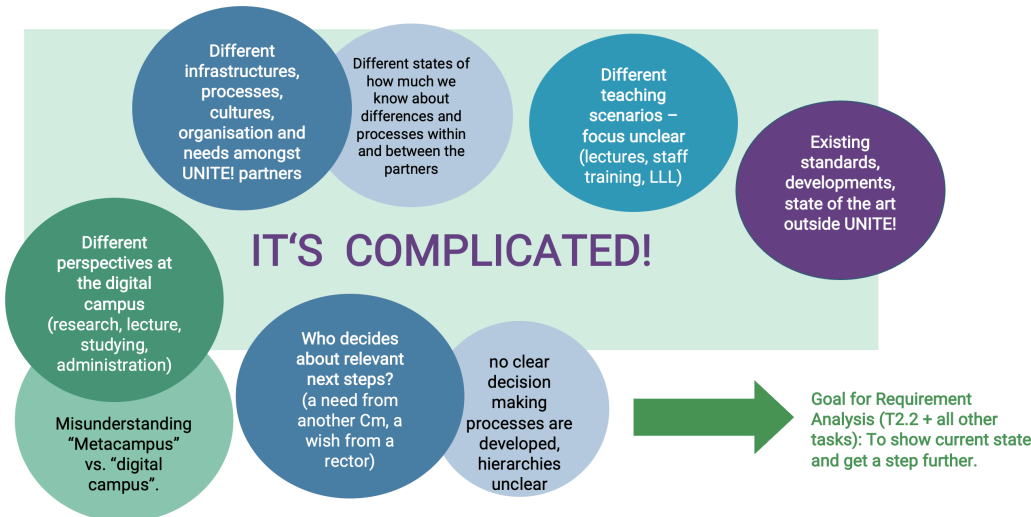 Different
infrastructures,
processes,
cultures,
organisation and
needs amongst
UNITE! partners
Different states of
how much we
know about
differences and
processes within
and between the
partners
Different
teaching
scenarios –
focus unclear
(lectures, staff
training, LLL)
Existing
standards,
developments,
state of the art
outside UNITE!
IT‘S COMPLICATED!
Different
perspectives at
the digital
campus
(research, lecture,
studying,
administration)
Misunderstanding
“Metacampus”
vs. “digital
campus”.
Who decides
about relevant
next steps?
(a need from
another Cm, a
wish from a
rector)
no clear
decision
making
processes are
developed,
hierarchies
unclear
Goal for Requirement
Analysis (T2.2 + all other
tasks): To show current state
and get a step further.